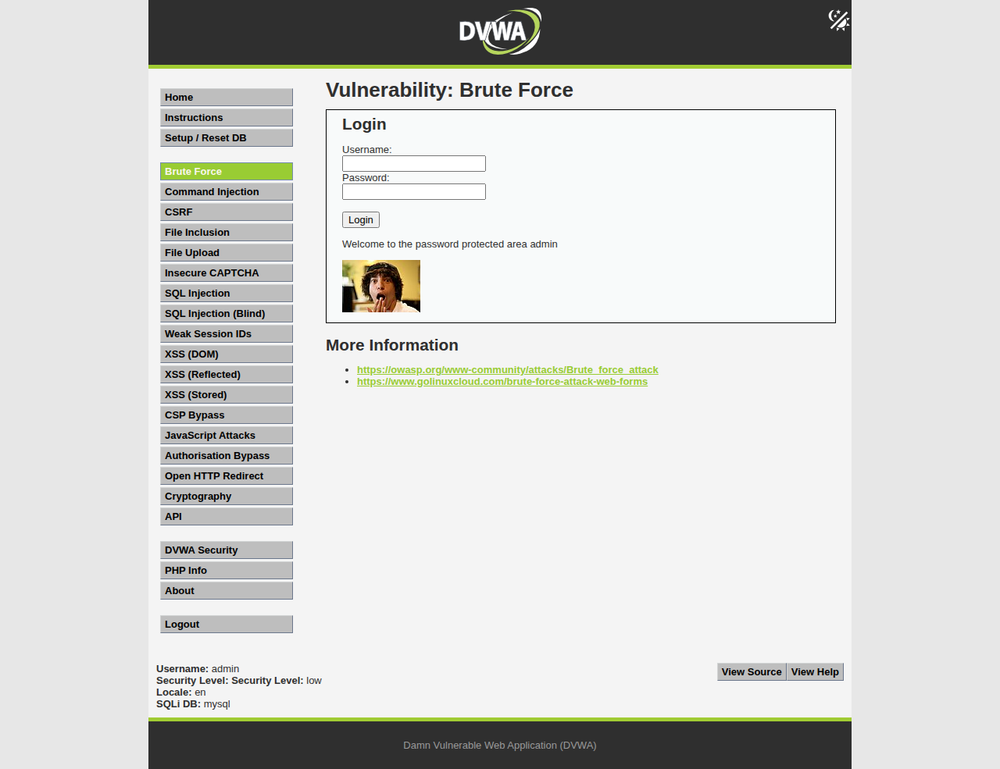 DVWA
Vulnerability: Brute Force
Home
Instructions
Setup / Reset DB
Brute Force
Command Injection
CSRF
File Inclusion
File Upload
Insecure CAPTCHA
SQL Injection
SQL Injection (Blind)
Weak Session IDs
XSS (DOM)
XSS (Reflected)
XSS (Stored)
CSP Bypass
JavaScript Attacks
Authorisation Bypass
Open HTTP Redirect
Cryptography
API
DVWA Security
PHP Info
About
Logout
Login
Username:
Password:
Login
Welcome to the password protected area admin
More Information
https://owasp.org/www-community/attacks/Brute_force_attack
https://www.golinuxcloud.com/brute-force-attack-web-forms
Username: admin
Security Level: Security Level: low
Locale: en
SQLi DB: mysql
View Source
View Help
Damn Vulnerable Web Application (DVWA)